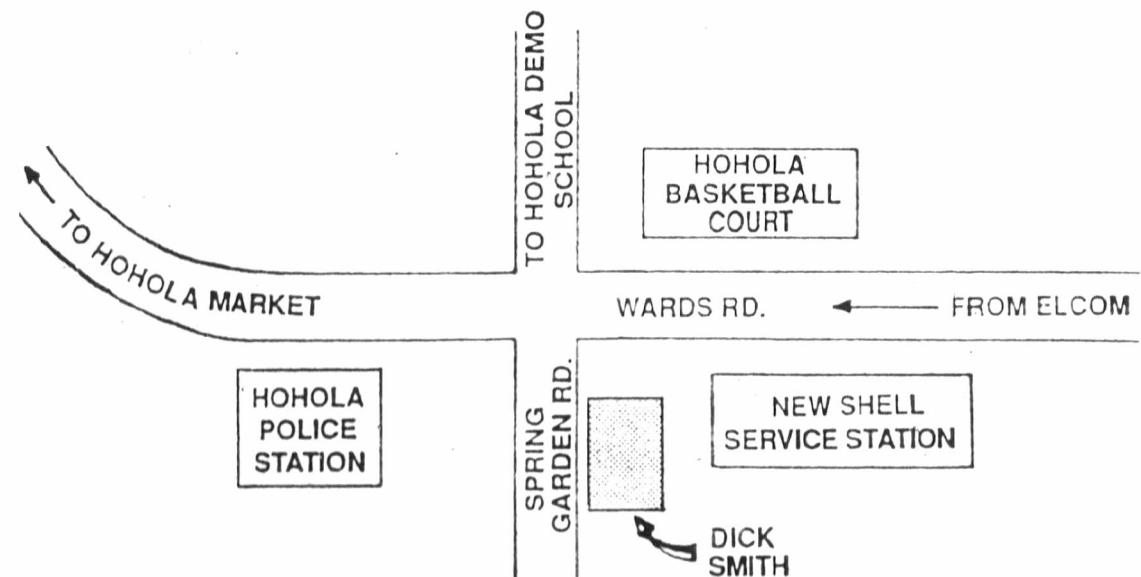 TO HOHOLA DEMO
SCHOOL
HOHOLA
BASKETBALL
COURT
TO HOHOLA MARKET
WARDS RD.
FROM ELCOM
HOHOLA
POLICE
STATION
SPRING
GARDEN RD.
NEW SHELL
SERVICE STATION
DICK
SMITH